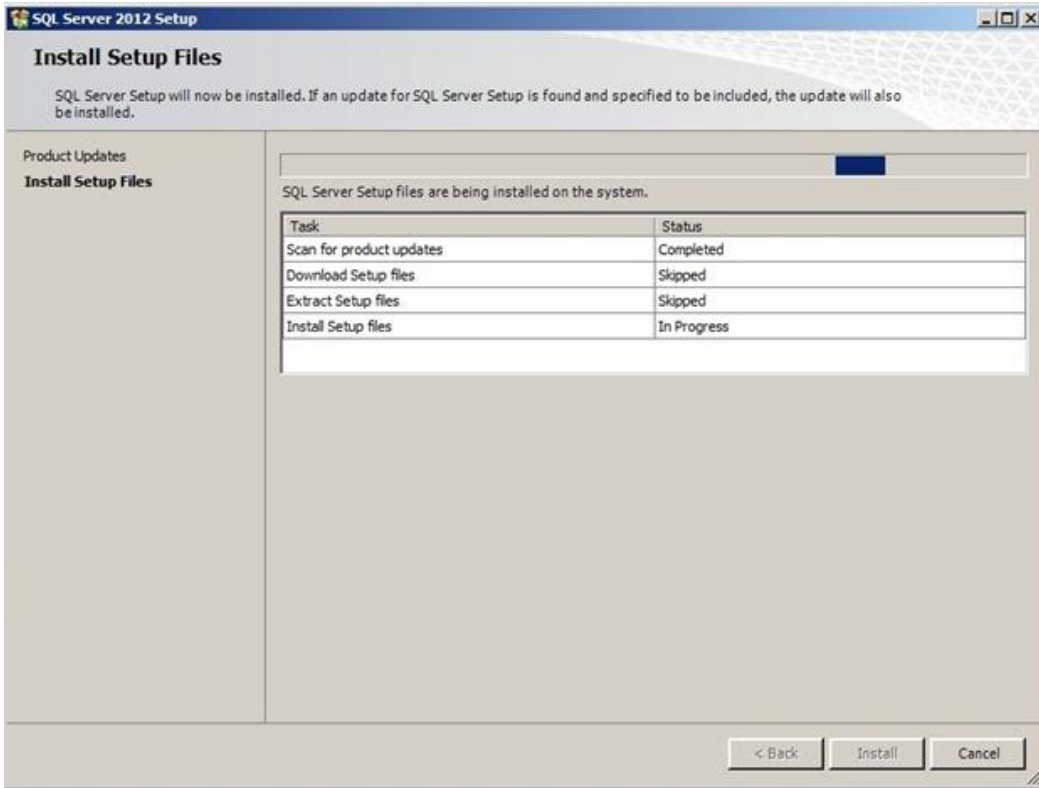 SQL Server 2012 Setup
Install Setup Files
SQL Server Setup will now be installed. If an update for SQL Server Setup is found and specified to be included, the update will also
be installed.
Product Updates
Install Setup Files
SQL Server Setup files are being installed on the system.
Task Status
Scan for product updates Completed
Download Setup files Skipped
Extract Setup files Skipped
Install Setup files In Progress
< Back Install Cancel